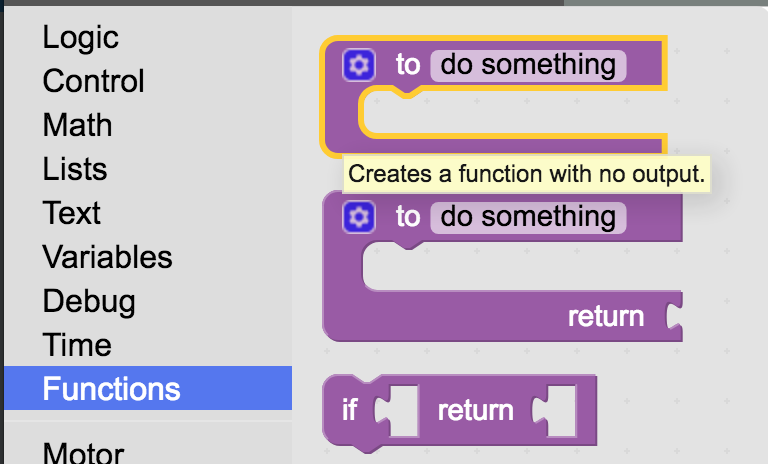 Logic
Control
Math
Lists
Text
Variables
Debug
Time
Functions
Motor
to do something
Creates a function with no output.
to do something
return
if return